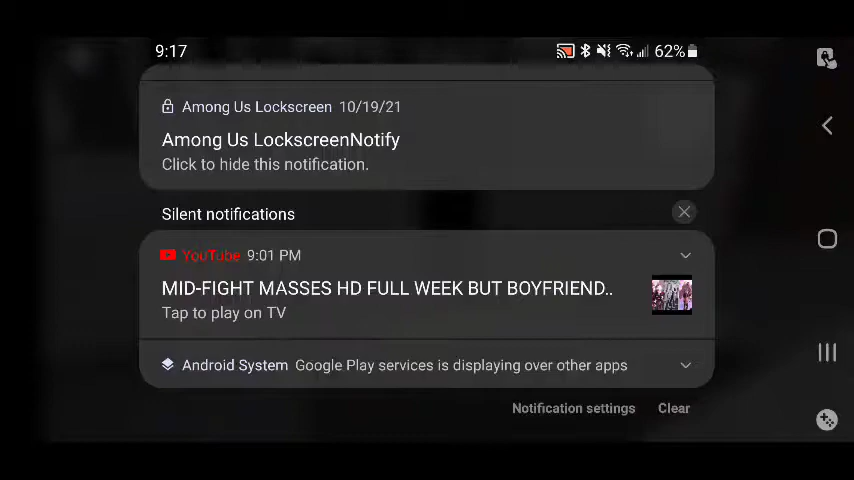 9:17 62%
Among Us Lockscreen 10/19/21
Among Us LockscreenNotify
Click to hide this notification.
Silent notifications
YouTube 9:01 PM
MID-FIGHT MASSES HD FULL WEEK BUT BOYFRIEND..
Tap to play on TV
Android System Google Play services is displaying over other apps
Notification settings Clear